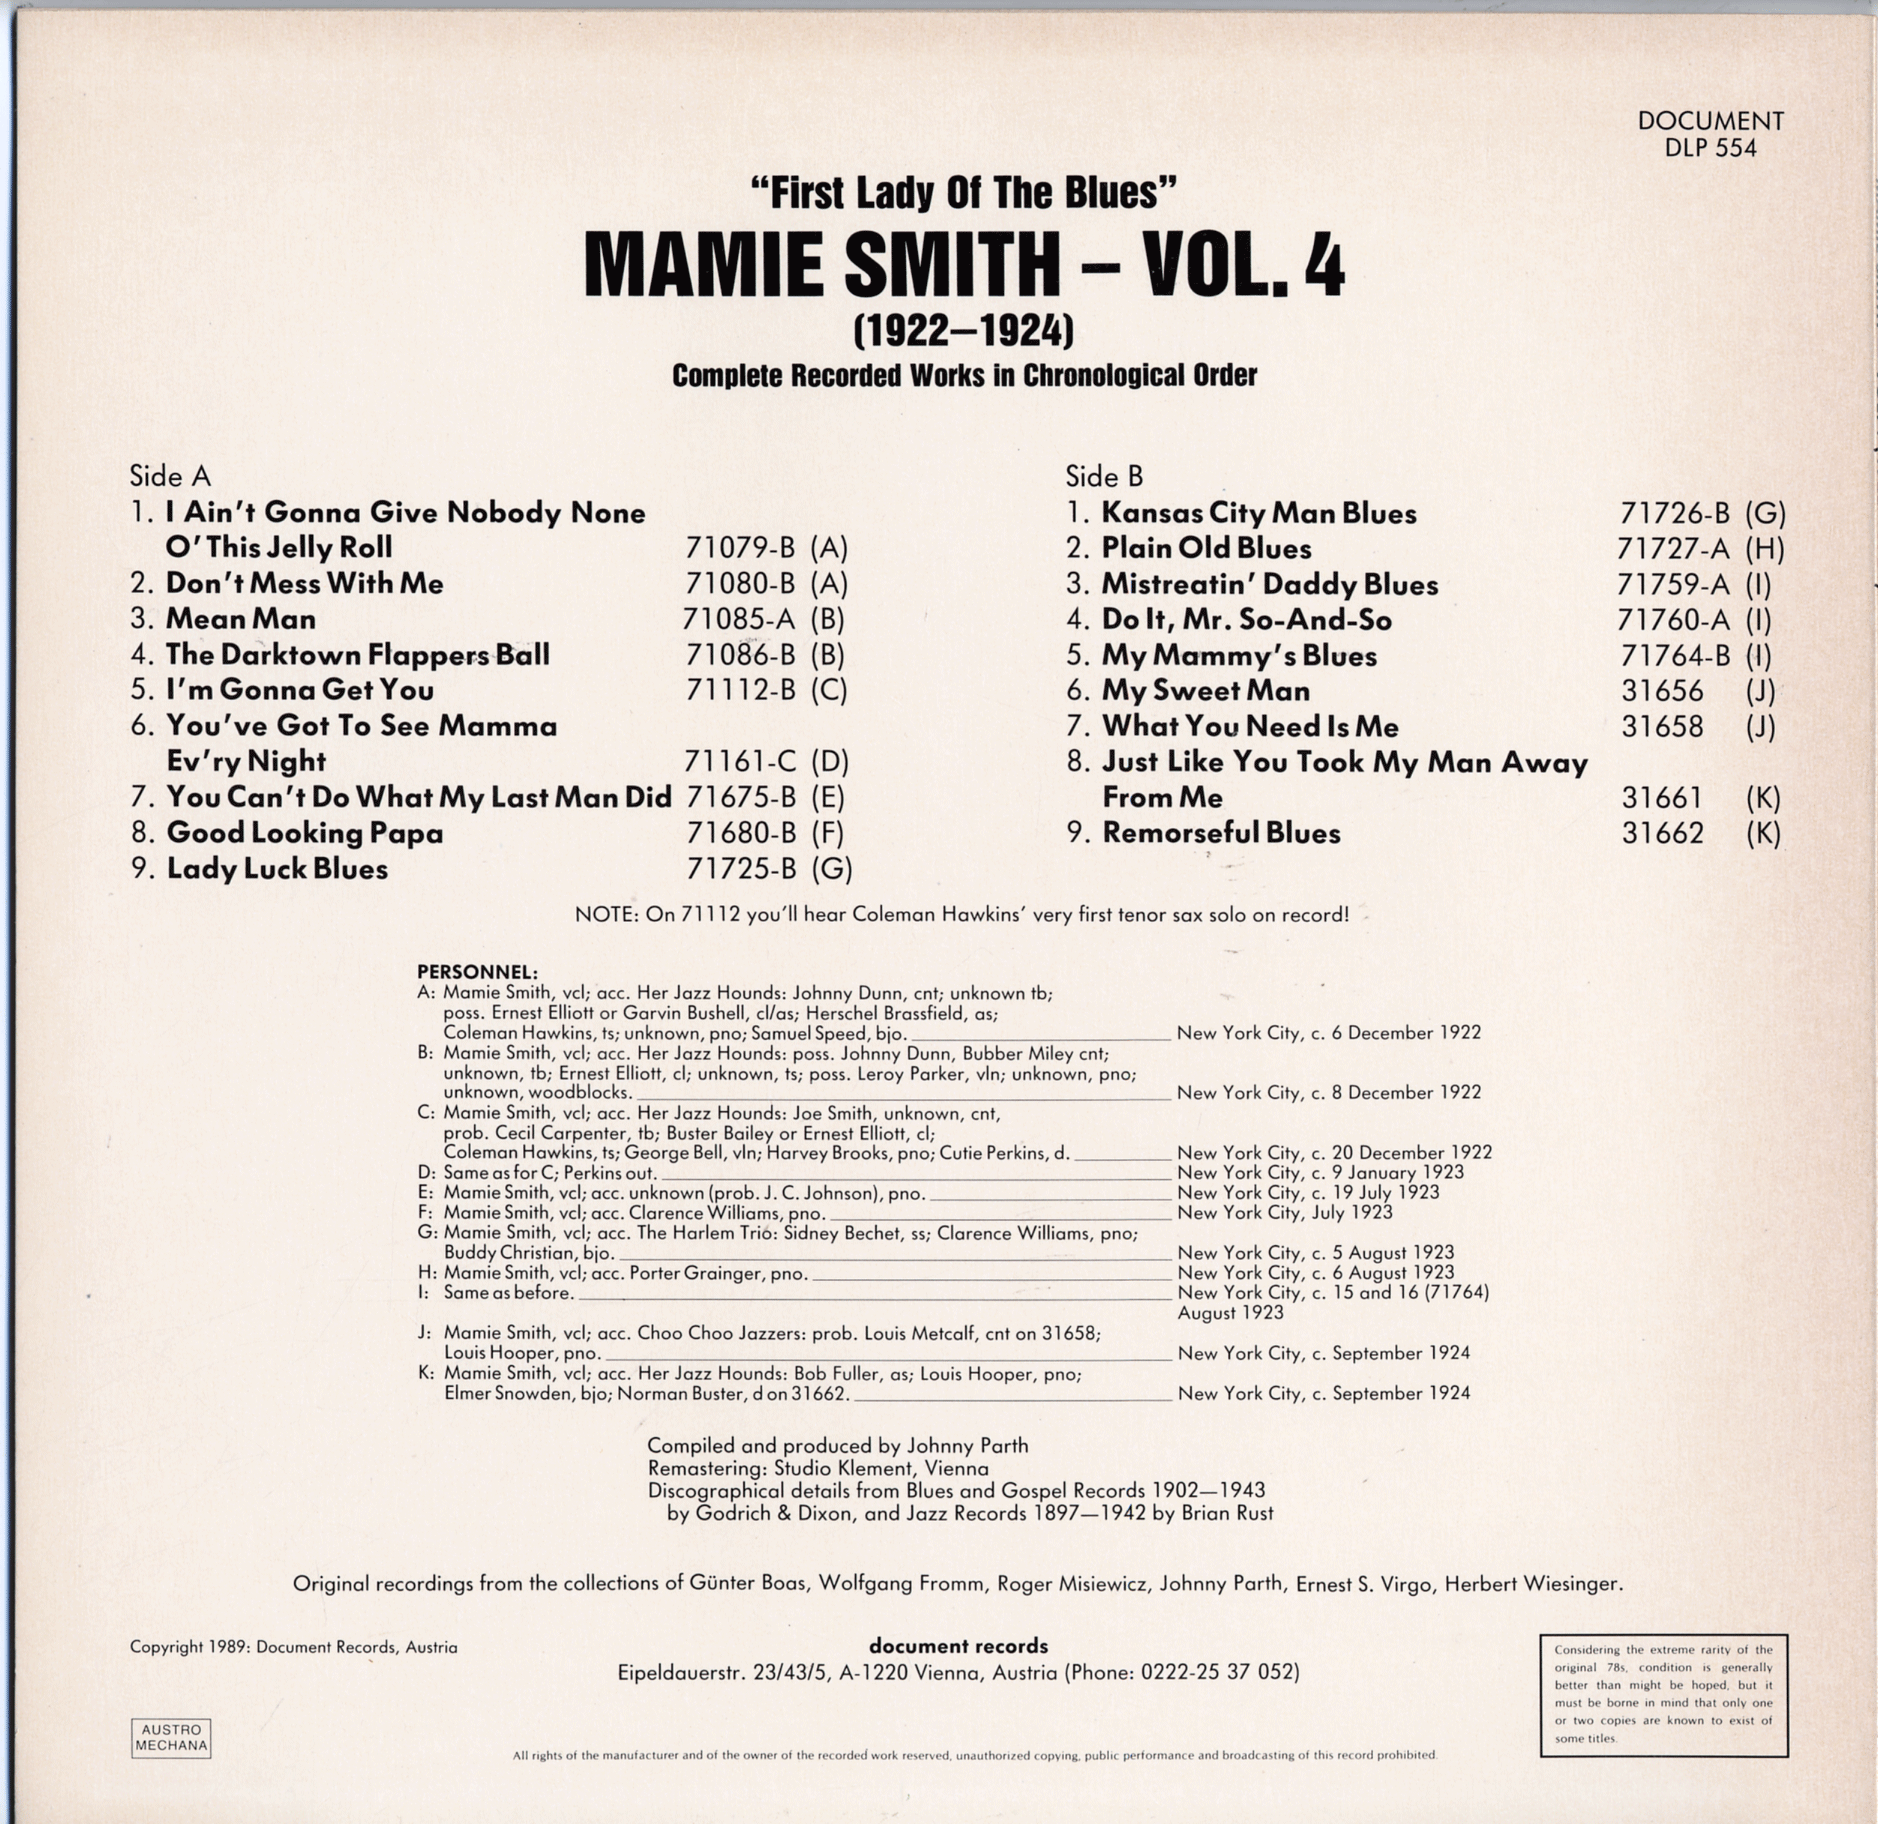 DOCUMENT
DLP 554
“First Lady Of The Blues”
MAMIE SMITH – VOL. 4
(1922–1924)
Complete Recorded Works in Chronological Order
Side A
1. I Ain’t Gonna Give Nobody None
O’ This Jelly Roll 71079-B (A)
2. Don’t Mess With Me 71080-B (A)
3. Mean Man 71085-A (B)
4. The Darktown Flappers Ball 71086-B (B)
5. I’m Gonna Get You 71112-B (C)
6. You’ve Got To See Mamma
Ev’ry Night 71161-C (D)
7. You Can’t Do What My Last Man Did 71675-B (E)
8. Good Looking Papa 71680-B (F)
9. Lady Luck Blues 71725-B (G)
Side B
1. Kansas City Man Blues 71726-B (G)
2. Plain Old Blues 71727-A (H)
3. Mistreatin’ Daddy Blues 71759-A (I)
4. Do It, Mr. So-And-So 71760-A (I)
5. My Mammy’s Blues 71764-B (I)
6. My Sweet Man 31656 (J)
7. What You Need Is Me 31658 (J)
8. Just Like You Took My Man Away
From Me 31661 (K)
9. Remorseful Blues 31662 (K)
NOTE: On 71112 you’ll hear Coleman Hawkins’ very first tenor sax solo on record!
PERSONNEL:
A: Mamie Smith, vcl; acc. Her Jazz Hounds: Johnny Dunn, cnt; unknown tb;
poss. Ernest Elliott or Garvin Bushell, cl/as; Herschel Brassfield, as;
Coleman Hawkins, ts; unknown, pno; Samuel Speed, bjo. New York City, c. 6 December 1922
B: Mamie Smith, vcl; acc. Her Jazz Hounds: poss. Johnny Dunn, Bubber Miley cnt;
unknown, tb; Ernest Elliott, cl; unknown, ts; poss. Leroy Parker, vln; unknown, pno;
unknown, woodblocks. New York City, c. 8 December 1922
C: Mamie Smith, vcl; acc. Her Jazz Hounds: Joe Smith, unknown, cnt,
prob. Cecil Carpenter, tb; Buster Bailey or Ernest Elliott, cl;
Coleman Hawkins, ts; George Bell, vln; Harvey Brooks, pno; Cutie Perkins, d. New York City, c. 20 December 1922
D: Same as for C; Perkins out. New York City, c. 9 January 1923
E: Mamie Smith, vcl; acc. unknown (prob. J. C. Johnson), pno. New York City, c. 19 July 1923
F: Mamie Smith, vcl; acc. Clarence Williams, pno. New York City, July 1923
G: Mamie Smith, vcl; acc. The Harlem Trio: Sidney Bechet, ss; Clarence Williams, pno;
Buddy Christian, bjo. New York City, c. 5 August 1923
H: Mamie Smith, vcl; acc. Porter Grainger, pno. New York City, c. 6 August 1923
I: Same as before. New York City, c. 15 and 16 (71764)
August 1923
J: Mamie Smith, vcl; acc. Choo Choo Jazzers: prob. Louis Metcalf, cnt on 31658;
Louis Hooper, pno. New York City, c. September 1924
K: Mamie Smith, vcl; acc. Her Jazz Hounds: Bob Fuller, as; Louis Hooper, pno;
Elmer Snowden, bjo; Norman Buster, d on 31662. New York City, c. September 1924
Compiled and produced by Johnny Parth
Remastering: Studio Klement, Vienna
Discographical details from Blues and Gospel Records 1902—1943
by Godrich & Dixon, and Jazz Records 1897—1942 by Brian Rust
Original recordings from the collections of Günter Boas, Wolfgang Fromm, Roger Misiewicz, Johnny Parth, Ernest S. Virgo, Herbert Wiesinger.
Copyright 1989: Document Records, Austria
document records
Eipeldauerstr. 23/43/5, A-1220 Vienna, Austria (Phone: 0222-25 37 052)
Considering the extreme rarity of the
original 78s, condition is generally
better than might be hoped, but it
must be borne in mind that only one
or two copies are known to exist of
some titles.
AUSTRO
MECHANA
All rights of the manufacturer and of the owner of the recorded work reserved, unauthorized copying, public performance and broadcasting of this record prohibited.